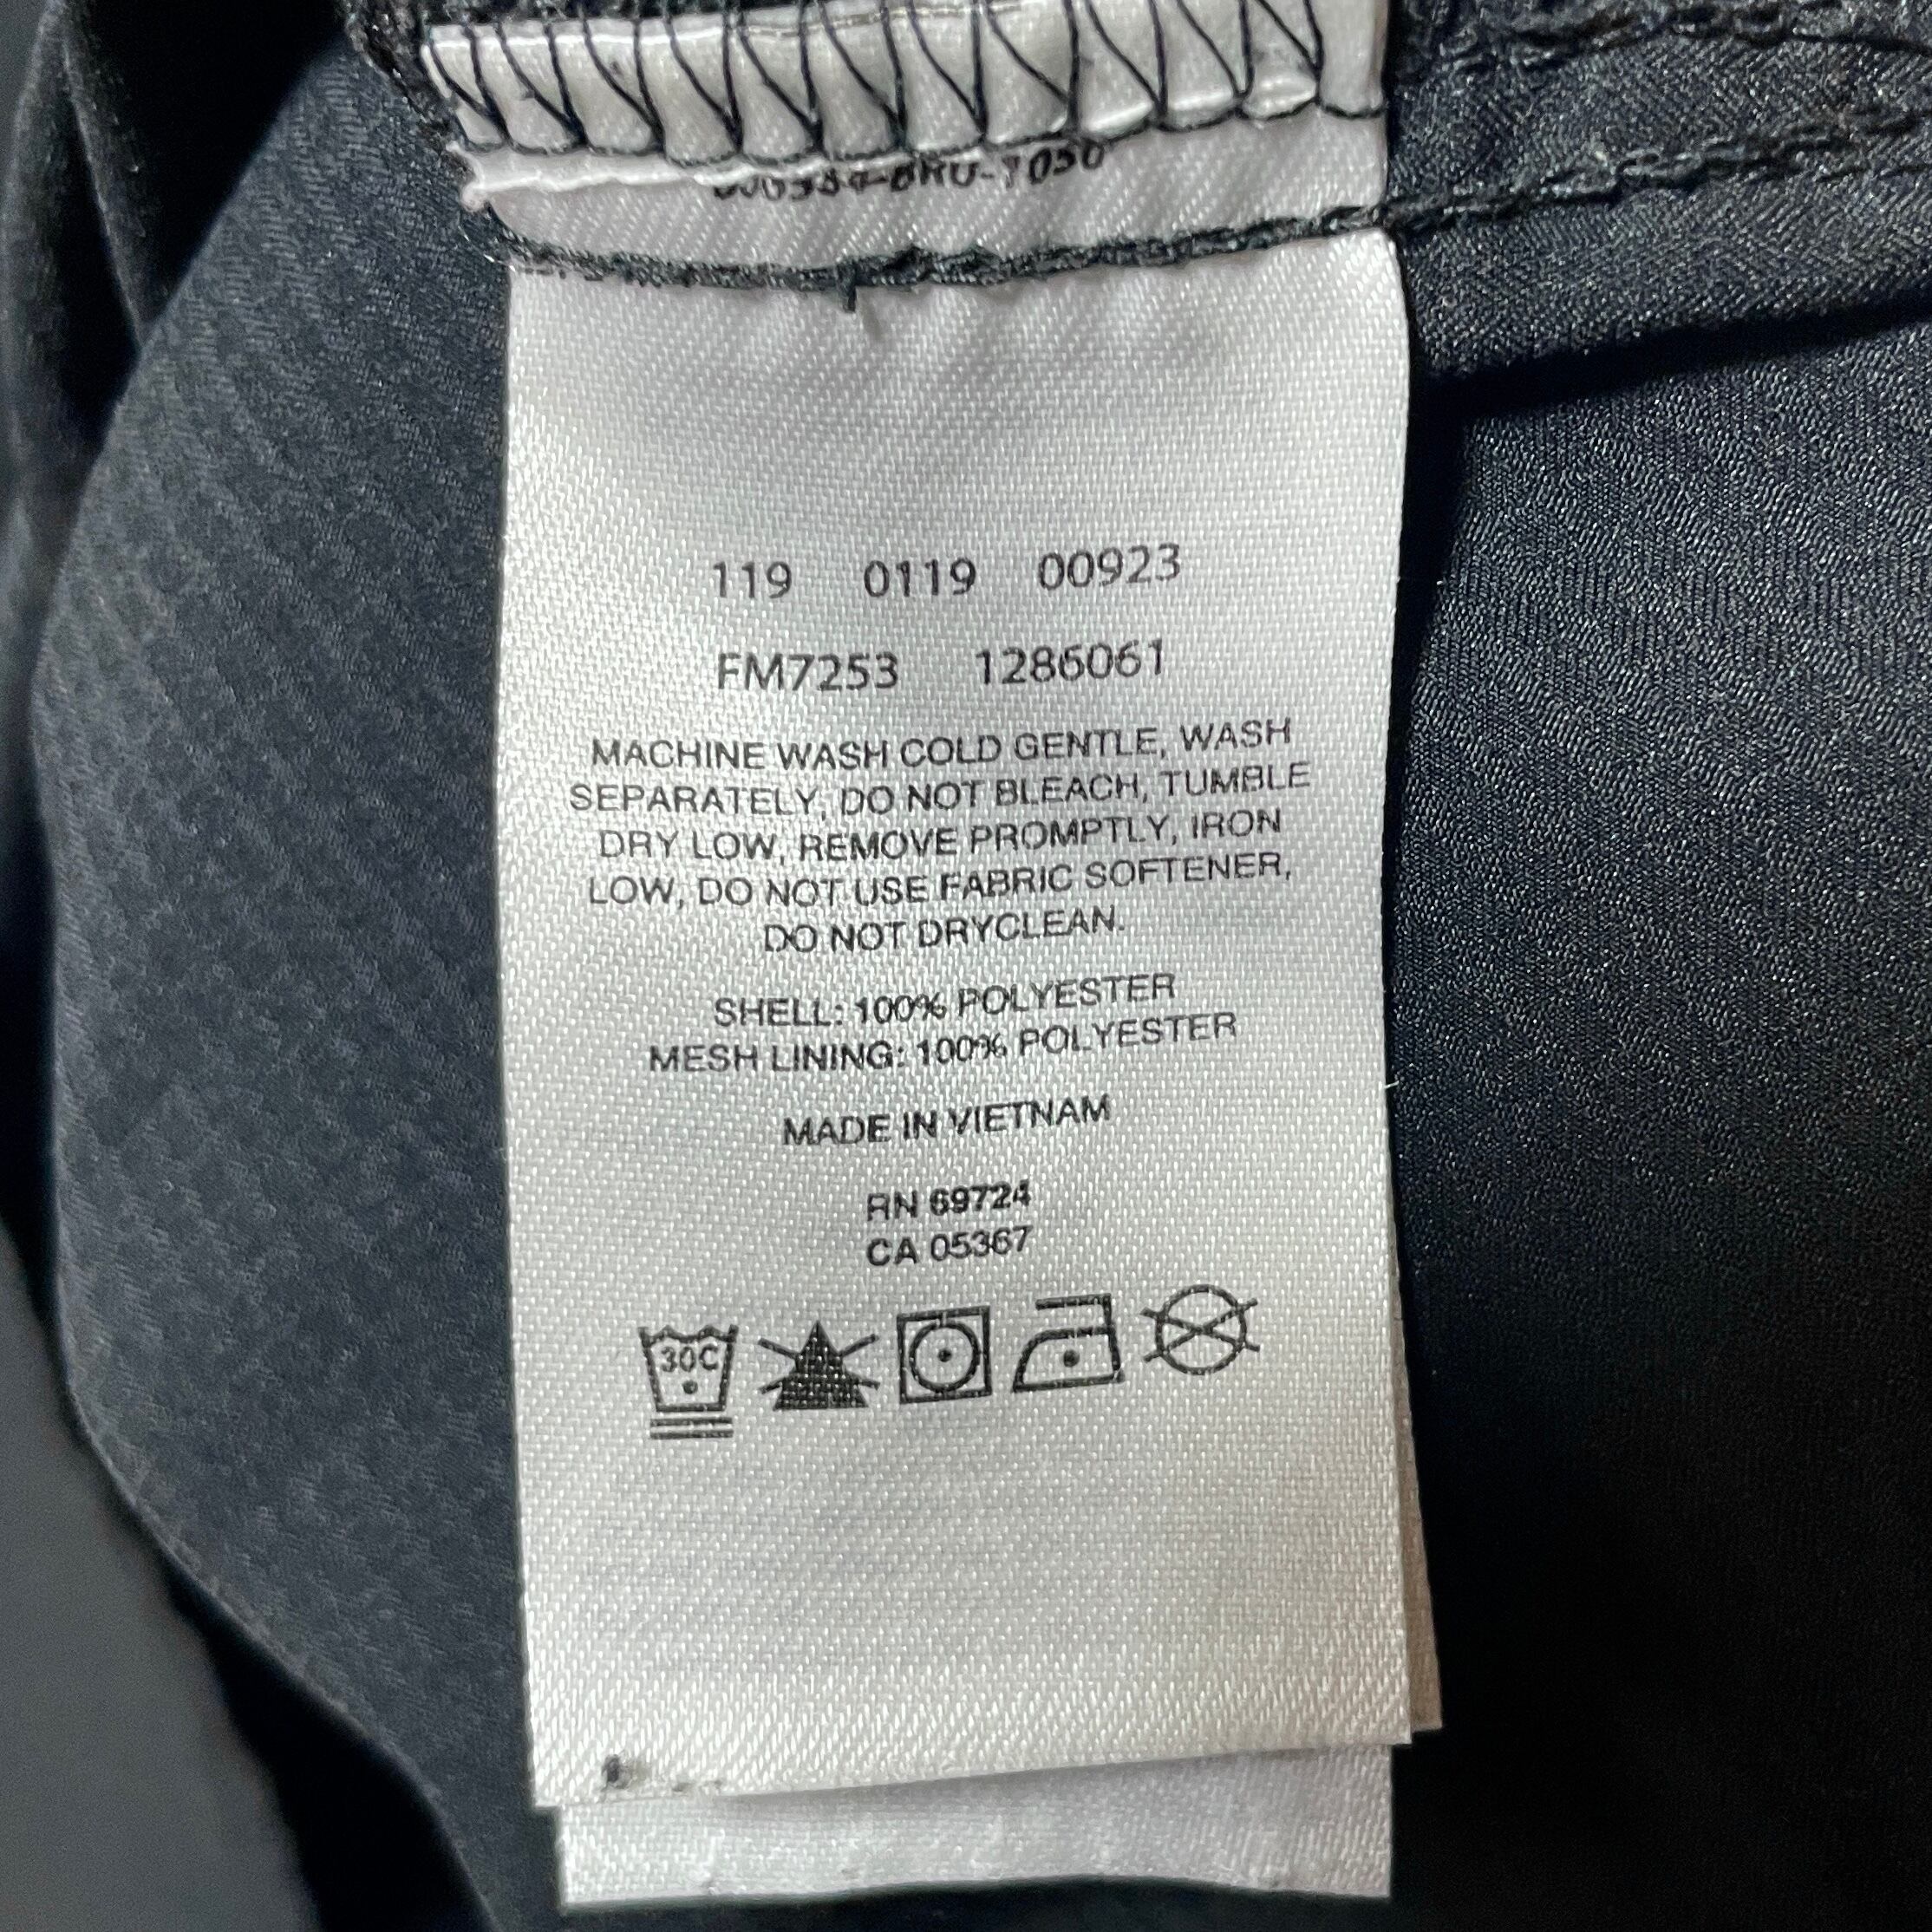 119 0119 00923
FM7253 1286061
MACHINE WASH COLD GENTLE, WASH
SEPARATELY, DO NOT BLEACH, TUMBLE
DRY LOW, REMOVE PROMPTLY, IRON
LOW, DO NOT USE FABRIC SOFTENER,
DO NOT DRYCLEAN.
SHELL: 100% POLYESTER
MESH LINING: 100% POLYESTER
MADE IN VIETNAM
RN 69724
CA 05367
30C